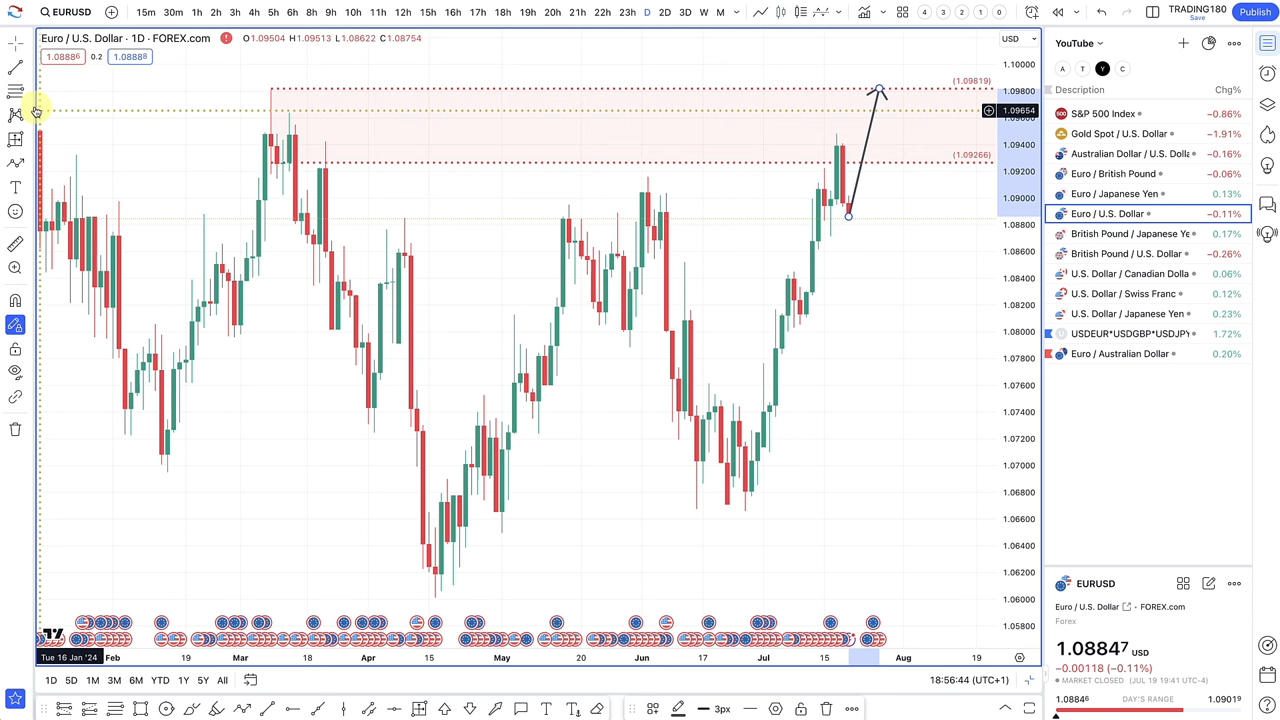 EURUSD 15m 30m 1h 2h 3h 4h 5h 6h 8h 9h 10h 11h 12h 15h 16h 17h 18h 19h 20h 21h 22h 23h D 2D 3D W M 4 3 2 1 0 TRADING180 Save Publish
Euro / U.S. Dollar · 1D · FOREX.com O1.09504 H1.09513 L1.08622 C1.08754 USD
1.08886 0.2 1.08888
YouTube
A T Y C
Description Chg%
S&P 500 Index −0.86%
Gold Spot / U.S. Dollar −1.91%
Australian Dollar / U.S. Dolla −0.16%
Euro / British Pound −0.06%
Euro / Japanese Yen 0.13%
Euro / U.S. Dollar −0.11%
British Pound / Japanese Ye 0.17%
British Pound / U.S. Dollar −0.26%
U.S. Dollar / Canadian Dolla 0.06%
U.S. Dollar / Swiss Franc 0.12%
U.S. Dollar / Japanese Yen 0.23%
USDEUR*USDGBP*USDJPY 1.72%
Euro / Australian Dollar 0.20%
(1.09819)
(1.09266)
1.10000
1.09800
1.09654
1.09600
1.09400
1.09200
1.09000
1.08800
1.08600
1.08400
1.08200
1.08000
1.07800
1.07600
1.07400
1.07200
1.07000
1.06800
1.06600
1.06400
1.06200
1.06000
1.05800
Tue 16 Jan '24 Feb 19 Mar 18 Apr 15 May 20 Jun 17 Jul 15 Aug 19
1D 5D 1M 3M 6M YTD 1Y 5Y All 18:56:44 (UTC+1)
3px
EURUSD
Euro / U.S. Dollar · FOREX.com
Forex
1.08847 USD
−0.00118 (−0.11%)
MARKET CLOSED (JUL 19 19:41 UTC-4)
1.08846 DAY'S RANGE 1.09019